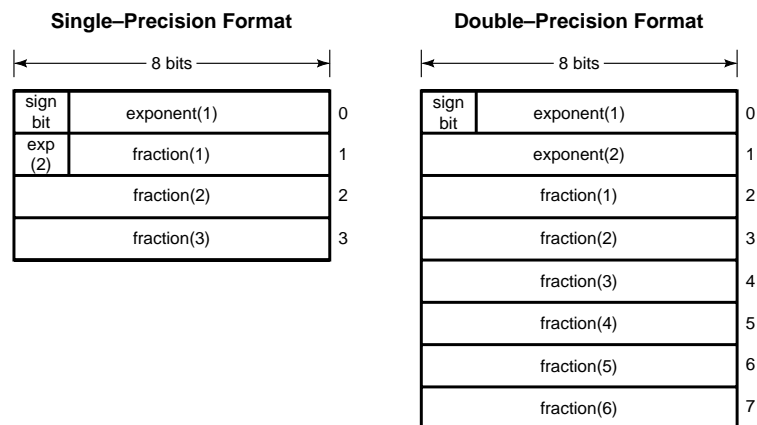 Single–Precision Format
8 bits
sign
bit
exponent(1)
0
exp
(2)
fraction(1)
1
fraction(2)
2
fraction(3)
3
Double–Precision Format
8 bits
sign
bit
exponent(1)
0
exponent(2)
1
fraction(1)
2
fraction(2)
3
fraction(3)
4
fraction(4)
5
fraction(5)
6
fraction(6)
7